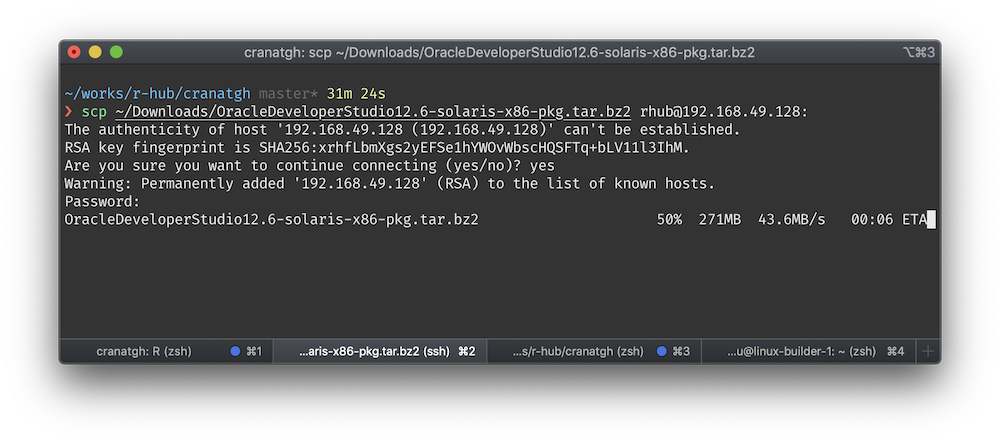 cranatgh: scp ~/Downloads/OracleDeveloperStudio12.6-solaris-x86-pkg.tar.bz2 ⌥⌘3
~/works/r-hub/cranatgh master* 31m 24s
❯ scp ~/Downloads/OracleDeveloperStudio12.6-solaris-x86-pkg.tar.bz2 rhub@192.168.49.128:
The authenticity of host '192.168.49.128 (192.168.49.128)' can't be established.
RSA key fingerprint is SHA256:xrhfLbmXgs2yEFSe1hYWOvWbscHQSFTq+bLV11l3IhM.
Are you sure you want to continue connecting (yes/no)? yes
Warning: Permanently added '192.168.49.128' (RSA) to the list of known hosts.
Password:
OracleDeveloperStudio12.6-solaris-x86-pkg.tar.bz2 50% 271MB 43.6MB/s 00:06 ETA
cranatgh: R (zsh) ⌘1 ...aris-x86-pkg.tar.bz2 (ssh) ⌘2 ...s/r-hub/cranatgh (zsh) ⌘3 ...u@linux-builder-1: ~ (zsh) ⌘4 +